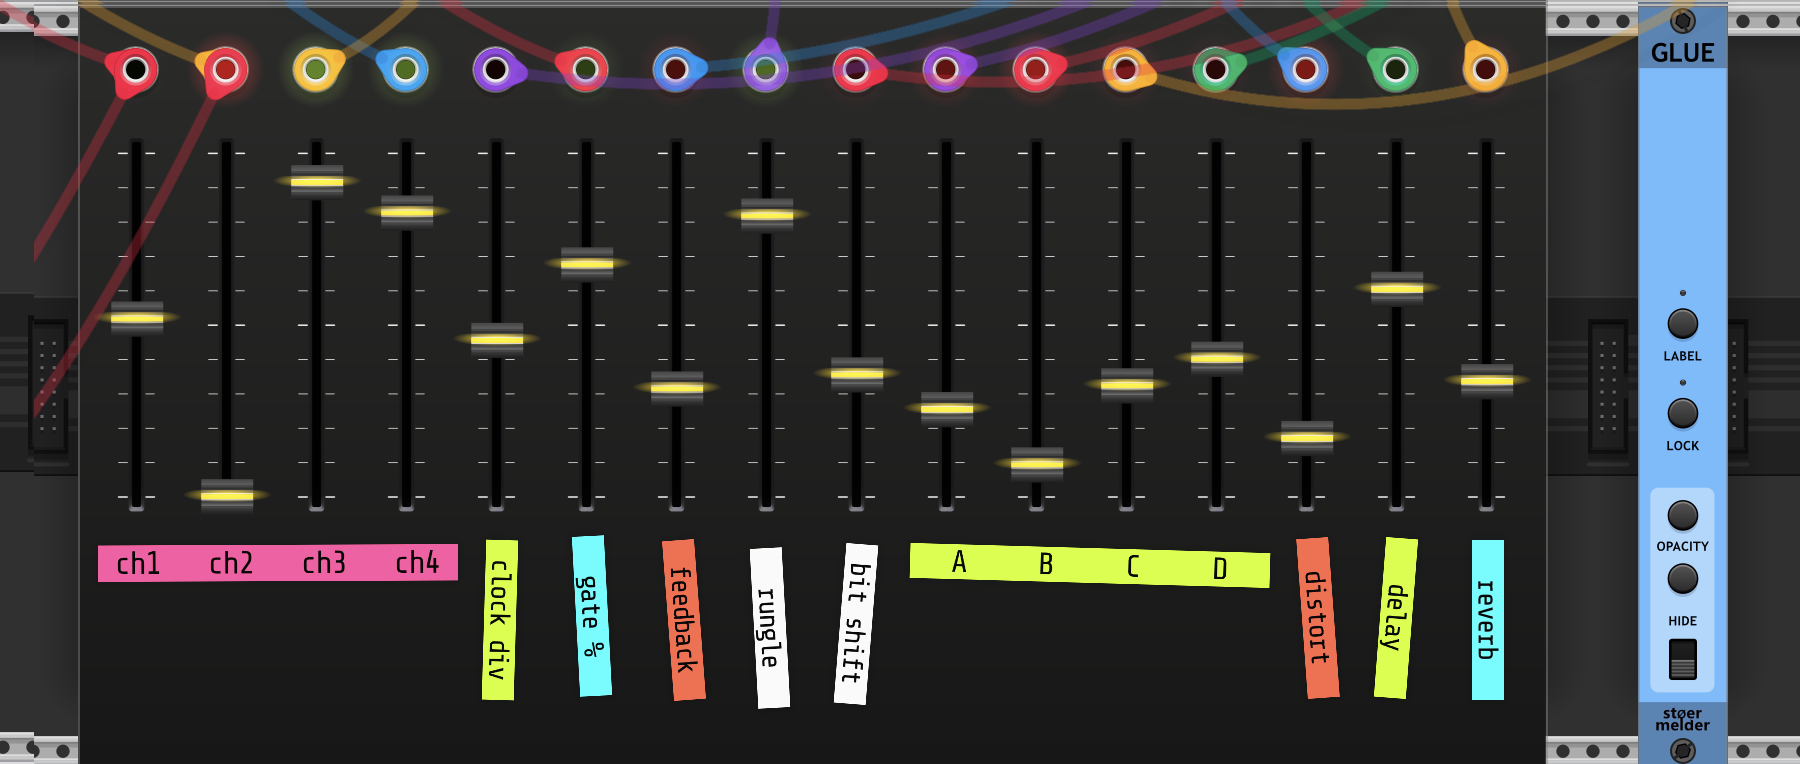 GLUE
ch1 ch2 ch3 ch4
clock div
gate %
feedback
rungle
bit shift
A B C D
distort
delay
reverb
LABEL
LOCK
OPACITY
HIDE
støer
melder